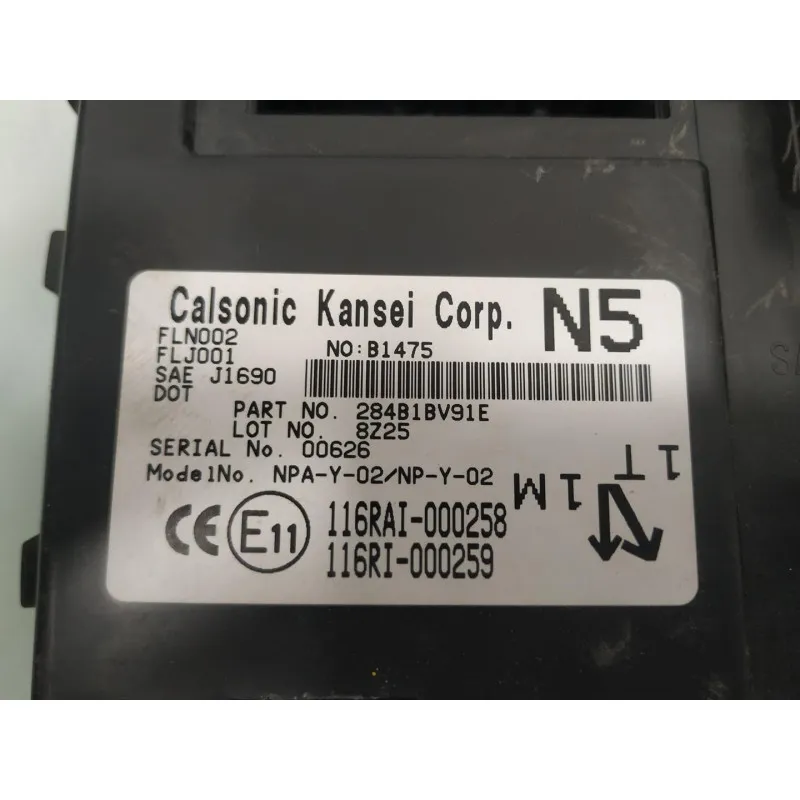 Calsonic Kansei Corp. N5
FLN002
FLJ001 NO:B1475
SAE J1690
DOT
PART NO. 284B1BV91E
LOT NO. 8Z25
SERIAL No. 00626
ModelNo. NPA-Y-02/NP-Y-02
1T
1M
CE E11 116RAI-000258
116RI-000259